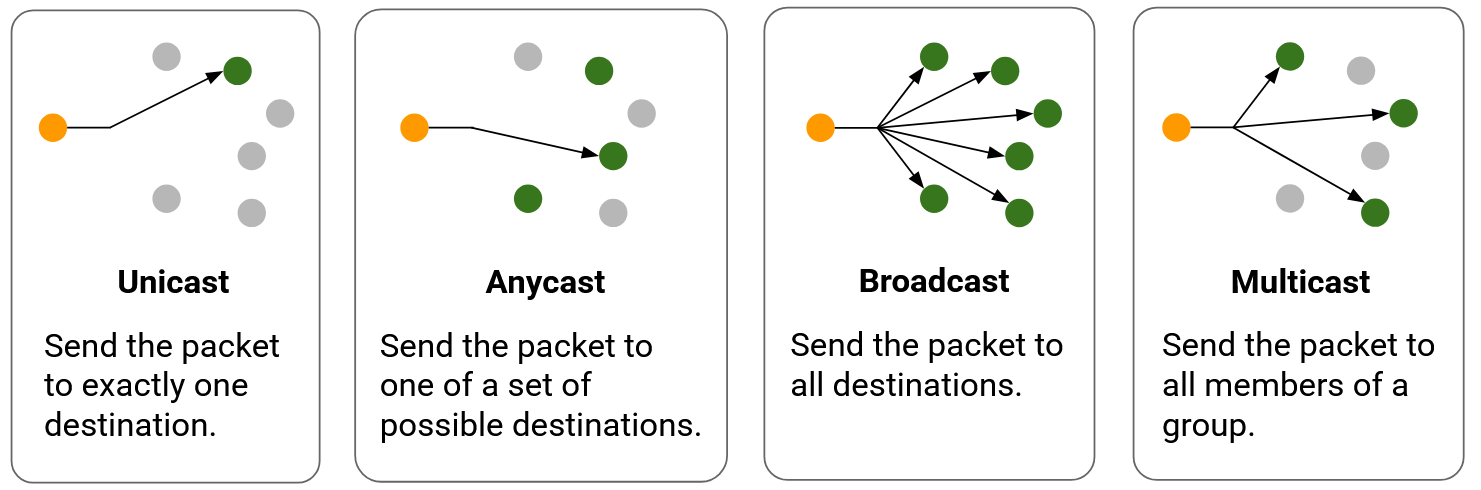 Unicast
Send the packet
to exactly one
destination.
Anycast
Send the packet to
one of a set of
possible destinations.
Broadcast
Send the packet to
all destinations.
Multicast
Send the packet to
all members of a
group.